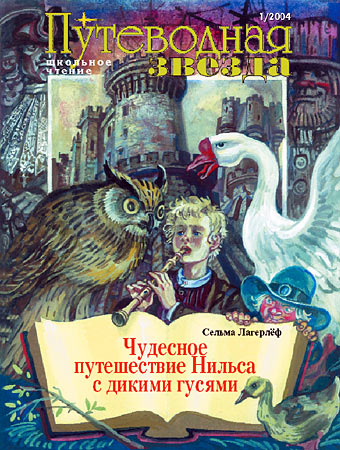 1/2004
Путеводная
звезда
школьное
чтение
Сельма Лагерлёф
Чудесное
путешествие Нильса
с дикими гусями